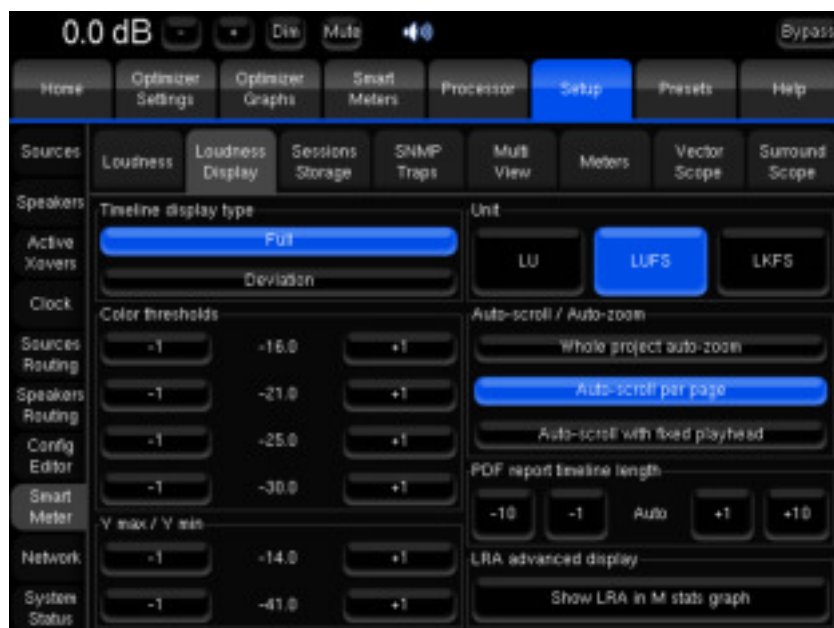 0.0 dB - + Dim Mute Bypass
Home Optimizer Settings Optimizer Graphs Smart Meters Processor Setup Presets Help
Sources
Speakers
Active Xovers
Clock
Sources Routing
Speakers Routing
Config Editor
Smart Meter
Network
System Status
Loudness Loudness Display Sessions Storage SNMP Traps Multi View Meters Vector Scope Surround Scope
Timeline display type
Full
Deviation
Color thresholds
-1 -16.0 +1
-1 -21.0 +1
-1 -25.0 +1
-1 -30.0 +1
Y max / Y min
-1 -14.0 +1
-1 -41.0 +1
Unit
LU LUFS LKFS
Auto-scroll / Auto-zoom
Whole project auto-zoom
Auto-scroll per page
Auto-scroll with fixed playhead
PDF report timeline length
-10 -1 Auto +1 +10
LRA advanced display
Show LRA in M stats graph